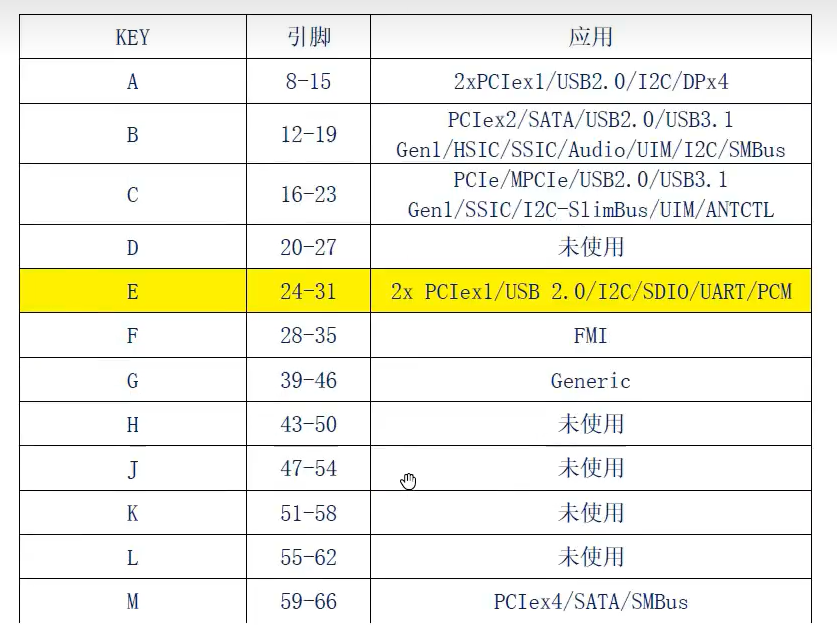 KEY 引脚 应用
A 8-15 2xPCIex1/USB2.0/I2C/DPx4
B 12-19 PCIex2/SATA/USB2.0/USB3.1
Gen1/HSIC/SSIC/Audio/UIM/I2C/SMBus
C 16-23 PCIe/MPCIe/USB2.0/USB3.1
Gen1/SSIC/I2C-SlimBus/UIM/ANTCTL
D 20-27 未使用
E 24-31 2x PCIex1/USB 2.0/I2C/SDIO/UART/PCM
F 28-35 FMI
G 39-46 Generic
H 43-50 未使用
J 47-54 未使用
K 51-58 未使用
L 55-62 未使用
M 59-66 PCIex4/SATA/SMBus